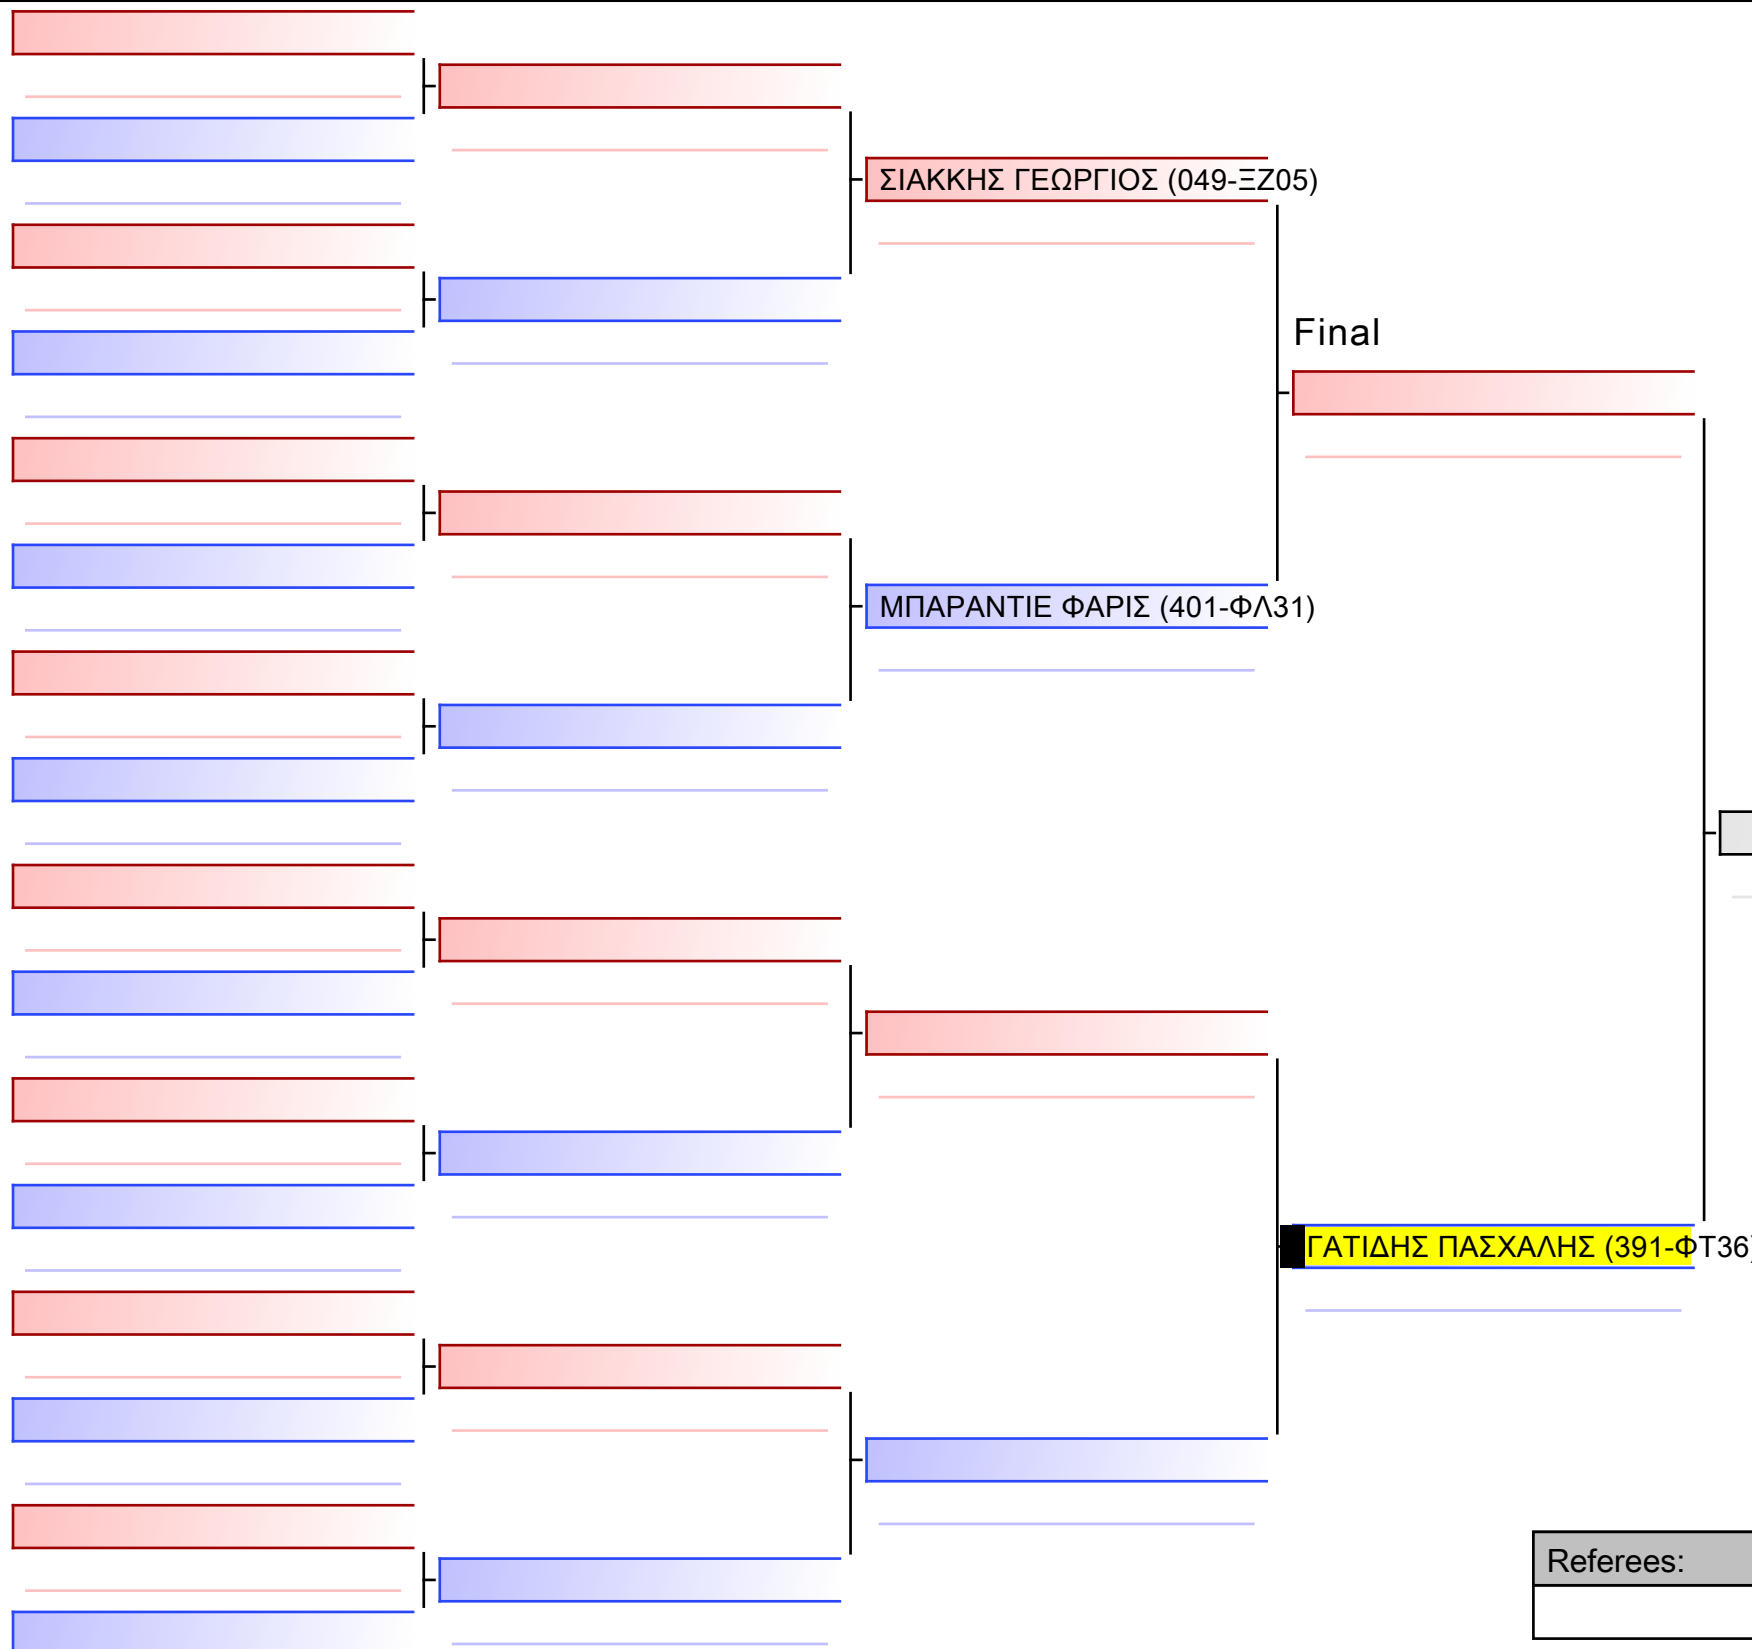 ΣΙΑΚΚΗΣ ΓΕΩΡΓΙΟΣ (049-ΞΖ05)
Final
ΜΠΑΡΑΝΤΙΕ ΦΑΡΙΣ (401-ΦΛ31)
ΓΑΤΙΔΗΣ ΠΑΣΧΑΛΗΣ (391-ΦΤ36)
Referees: